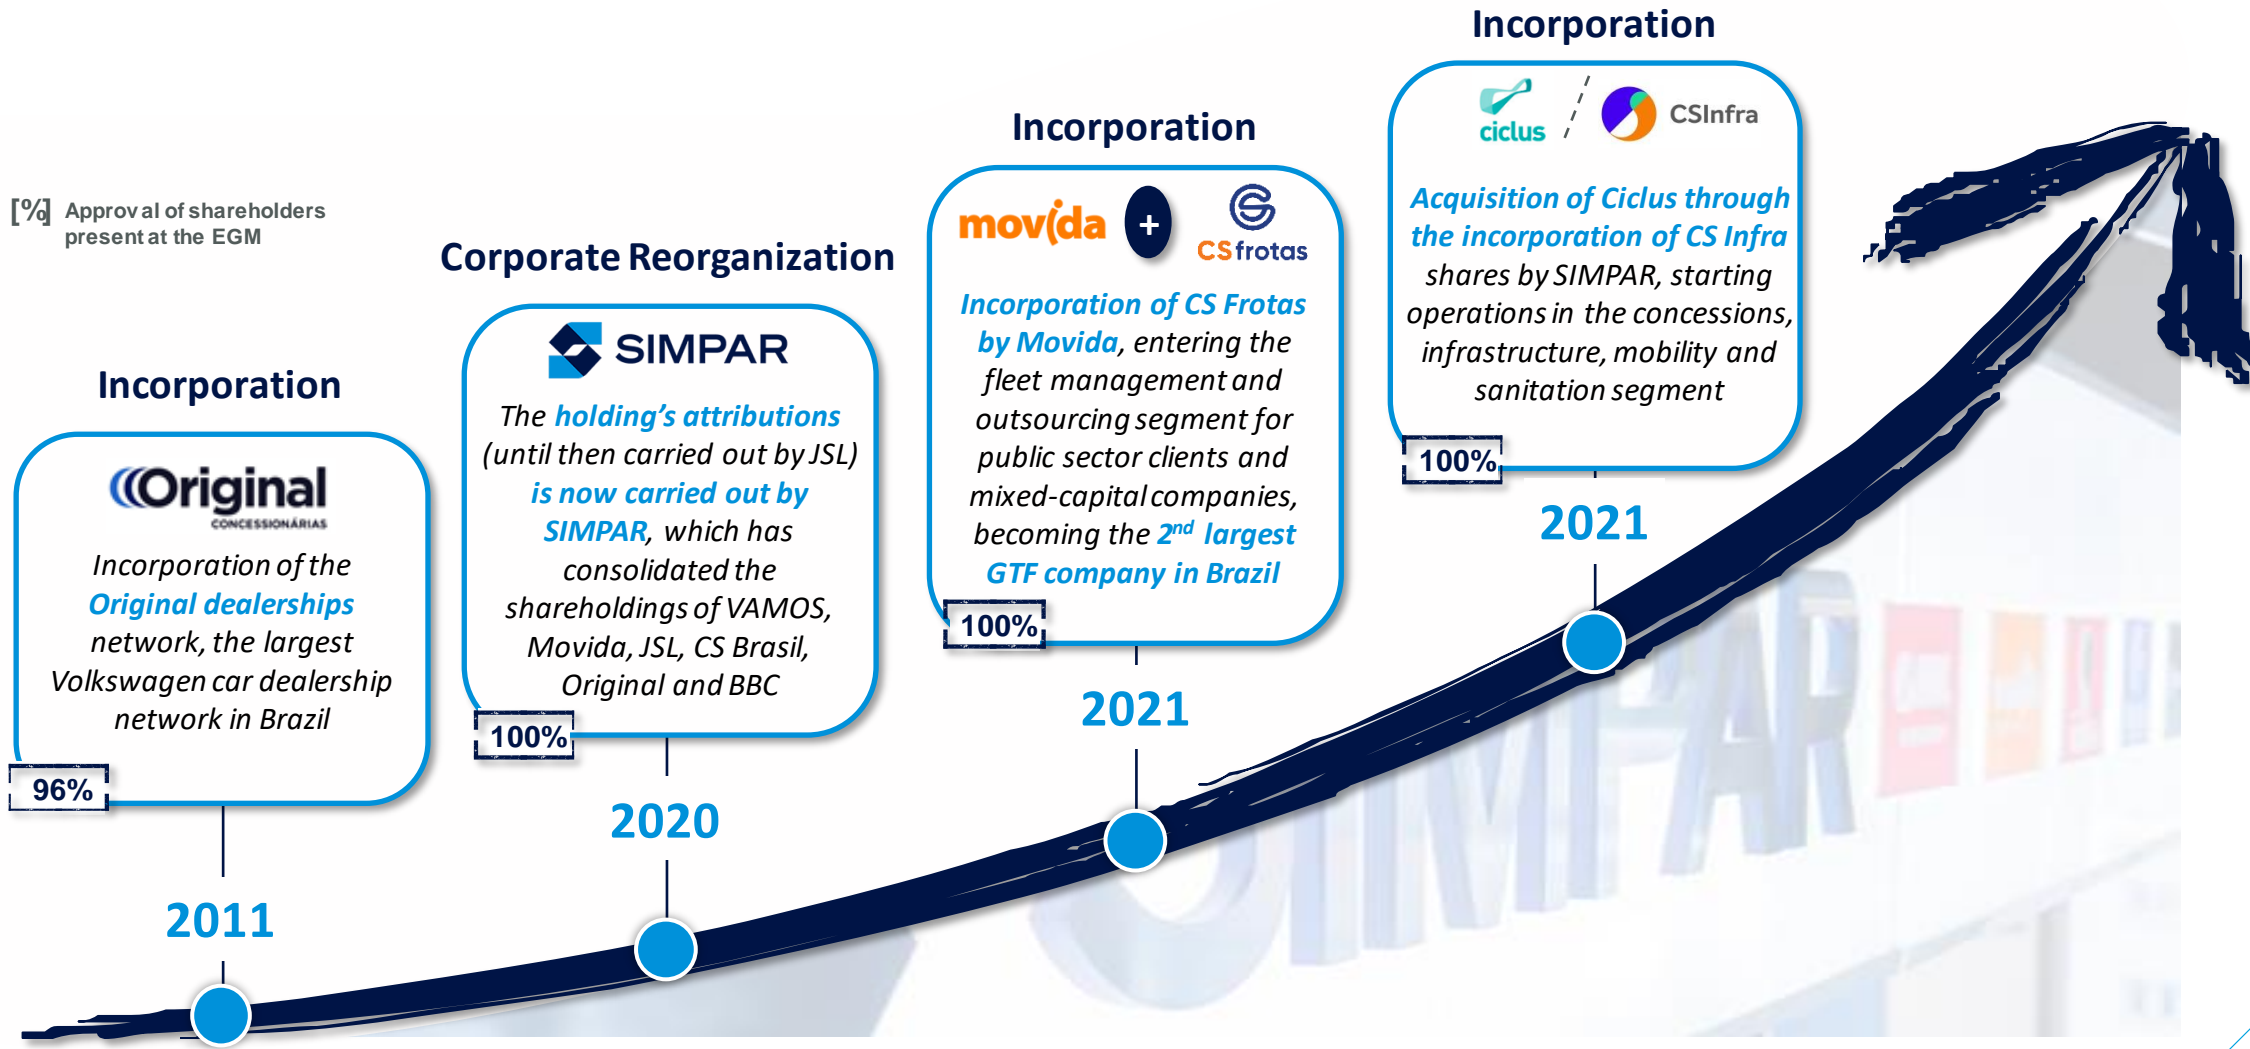 [%] Approval of shareholders
present at the EGM
Incorporation
Original
CONCESSIONÁRIAS
Incorporation of the
Original dealerships
network, the largest
Volkswagen car dealership
network in Brazil
96%
2011
Corporate Reorganization
SIMPAR
The holding’s attributions
(until then carried out by JSL)
is now carried out by
SIMPAR, which has
consolidated the
shareholdings of VAMOS,
Movida, JSL, CS Brasil,
Original and BBC
100%
2020
Incorporation
movida + CSfrotas
Incorporation of CS Frotas
by Movida, entering the
fleet management and
outsourcing segment for
public sector clients and
mixed-capital companies,
becoming the 2nd largest
GTF company in Brazil
100%
2021
Incorporation
ciclus / CSInfra
Acquisition of Ciclus through
the incorporation of CS Infra
shares by SIMPAR, starting
operations in the concessions,
infrastructure, mobility and
sanitation segment
100%
2021
SIMPAR